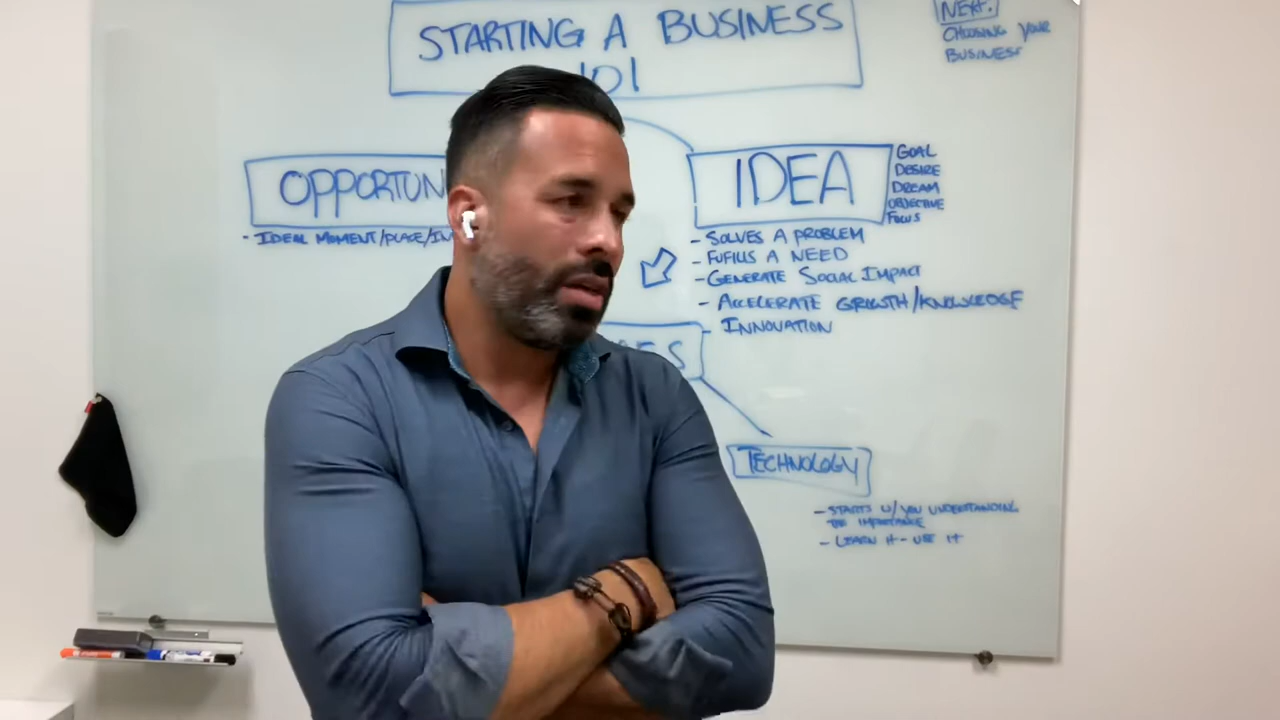 STARTING A BUSINESS
101
NEXT.
CHOOSING YOUR
BUSINESS
OPPORTUN
- IDEAL MOMENT/PLACE/IN
IDEA
GOAL
DESIRE
DREAM
OBJECTIVE
FOCUS
- SOLVES A PROBLEM
- FUFILLS A NEED
- GENERATE SOCIAL IMPACT
- ACCELERATE GROWTH/KNOWLEDGE
- INNOVATION
ES
TECHNOLOGY
- STARTS W/YOU UNDERSTANDING
THE IMPORTANCE
- LEARN IT - USE IT